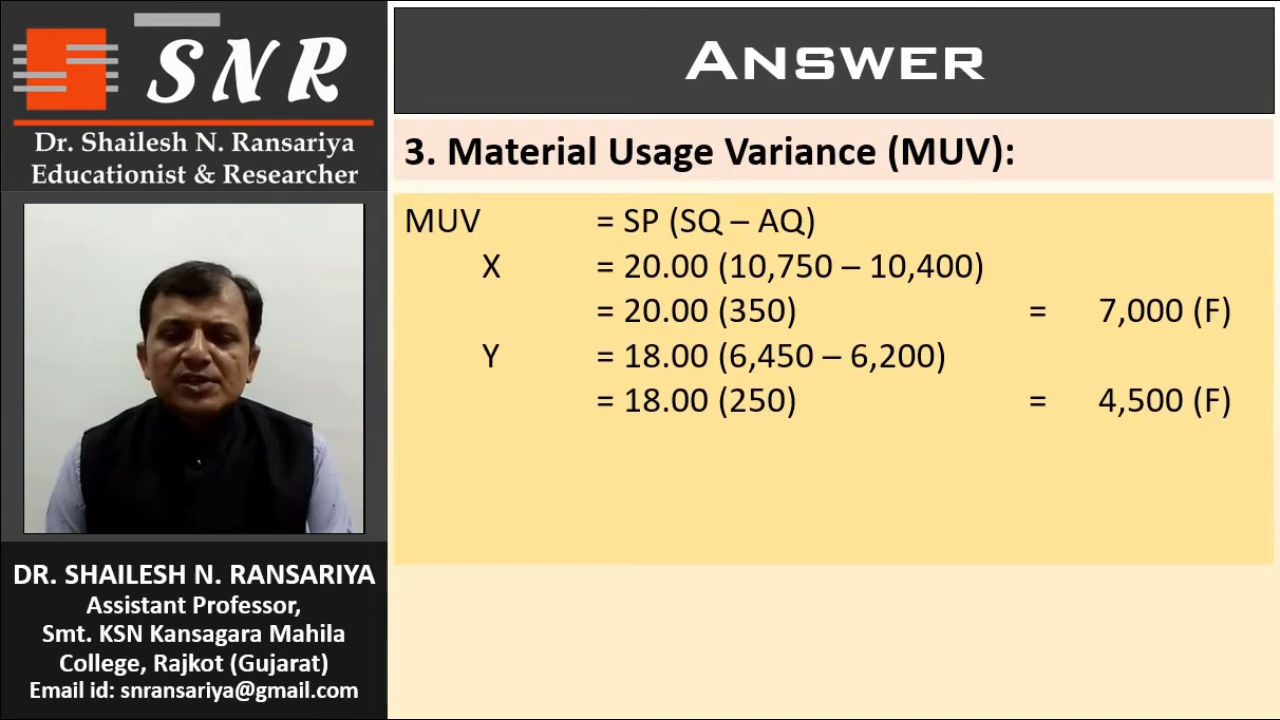 SNR
Dr. Shailesh N. Ransariya
Educationist & Researcher
DR. SHAILESH N. RANSARIYA
Assistant Professor,
Smt. KSN Kansagara Mahila
College, Rajkot (Gujarat)
Email id: snransariya@gmail.com
ANSWER
3. Material Usage Variance (MUV):
MUV = SP (SQ – AQ)
X = 20.00 (10,750 – 10,400)
= 20.00 (350) = 7,000 (F)
Y = 18.00 (6,450 – 6,200)
= 18.00 (250) = 4,500 (F)